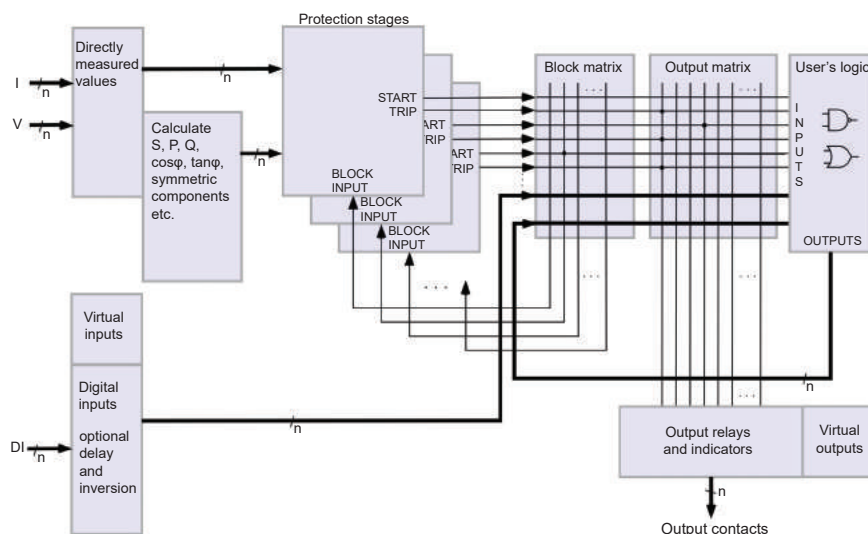 Protection stages
Directly
measured
values
I
n
V
n
n
Calculate
S, P, Q,
cosφ, tanφ,
symmetric
components
etc.
n
START
TRIP
ART
RIP
ART
TRIP
BLOCK
INPUT
BLOCK
INPUT
BLOCK
INPUT
Block matrix
Output matrix
User's logic
I
N
P
U
T
S
OUTPUTS
n
Virtual
inputs
Digital
inputs
optional
delay
and
inversion
DI
n
n
Output relays
and indicators
Virtual
outputs
n
Output contacts